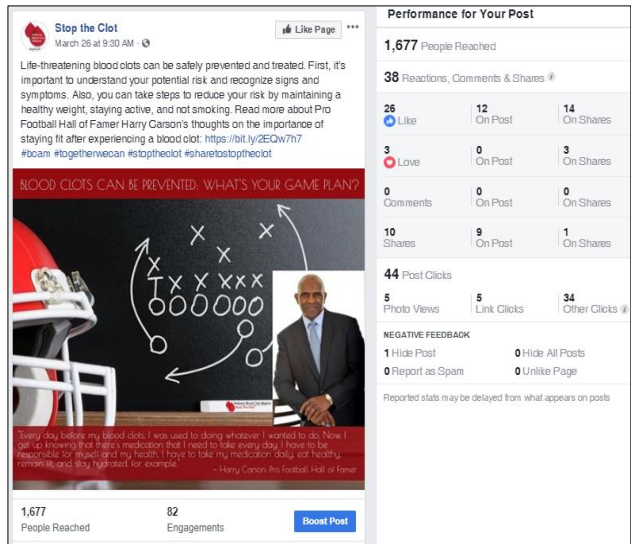 Stop the Clot
March 26 at 9:30 AM ·
Like Page
Life-threatening blood clots can be safely prevented and treated. First, it's
important to understand your potential risk and recognize signs and
symptoms. Also, you can take steps to reduce your risk by maintaining a
healthy weight, staying active, and not smoking. Read more about Pro
Football Hall of Famer Harry Carson's thoughts on the importance of
staying fit after experiencing a blood clot: https://bit.ly/2EQw7h7
#bcam #togetherwecan #stoptheclot #sharetostoptheclot
BLOOD CLOTS CAN BE PREVENTED: WHAT'S YOUR GAME PLAN?
X X
X
T X X X X X
O O O O O O O
O
O
"Every day before my blood clots, I was used to doing whatever I wanted to do. Now, I
get up knowing that there's medication that I need to take every day. I have to be
responsible for myself and my health. I have to take my medication daily, eat healthy,
remain fit, and stay hydrated, for example."
– Harry Carson, Pro Football Hall of Famer
1,677
People Reached
82
Engagements
Boost Post
Performance for Your Post
1,677 People Reached
38 Reactions, Comments & Shares
26
Like
12
On Post
14
On Shares
3
Love
0
On Post
3
On Shares
0
Comments
0
On Post
0
On Shares
10
Shares
9
On Post
1
On Shares
44 Post Clicks
5
Photo Views
5
Link Clicks
34
Other Clicks
NEGATIVE FEEDBACK
1 Hide Post
0 Hide All Posts
0 Report as Spam
0 Unlike Page
Reported stats may be delayed from what appears on posts